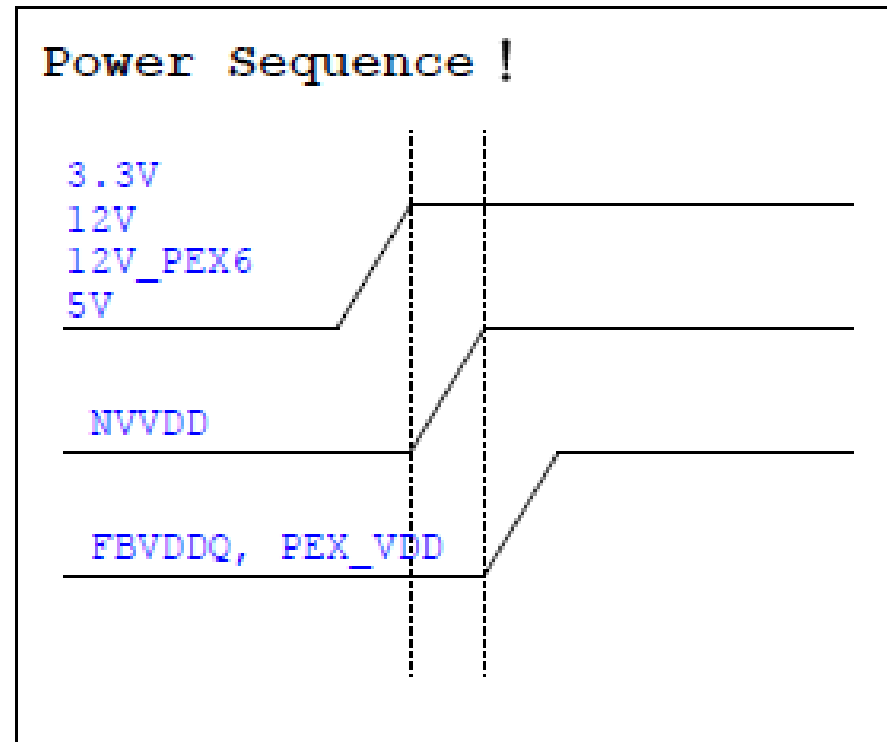 Power Sequence！
3.3V
12V
12V_PEX6
5V
NVVDD
FBVDDQ, PEX_VDD